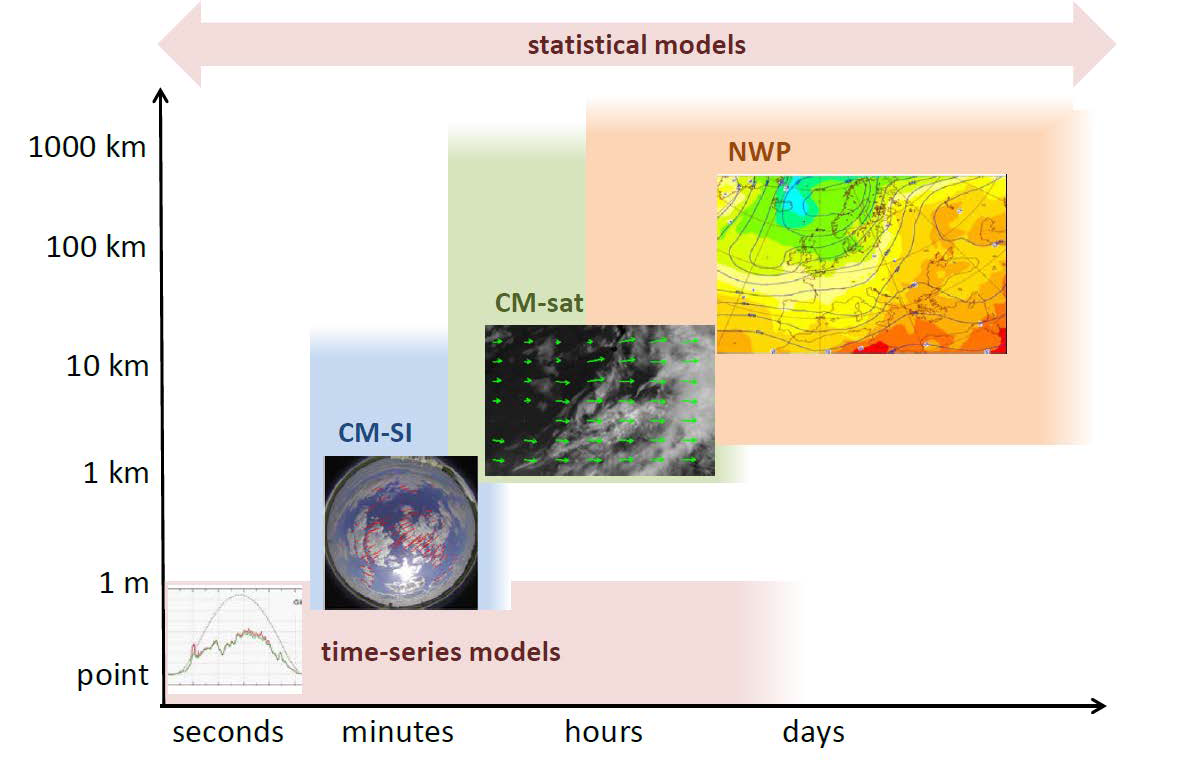 statistical models
1000 km
NWP
100 km
CM-sat
10 km
CM-SI
1 km
1 m
time-series models
point
seconds minutes hours days